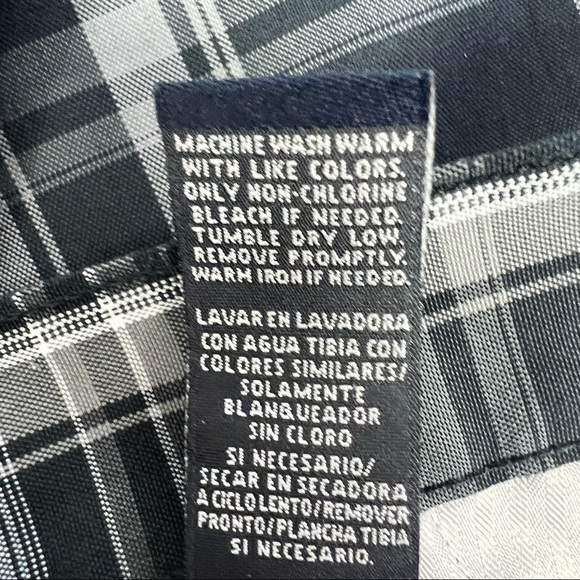 MACHINE WASH WARM
WITH LIKE COLORS.
ONLY NON-CHLORINE
BLEACH IF NEEDED.
TUMBLE DRY LOW.
REMOVE PROMPTLY.
WARM IRON IF NEEDED.
LAVAR EN LAVADORA
CON AGUA TIBIA CON
COLORES SIMILARES/
SOLAMENTE
BLANQUEADOR
SIN CLORO
SI NECESARIO/
SECAR EN SECADORA
A CICLO LENTO/REMOVER
PRONTO/PLANCHA TIBIA
SI NECESARIO.